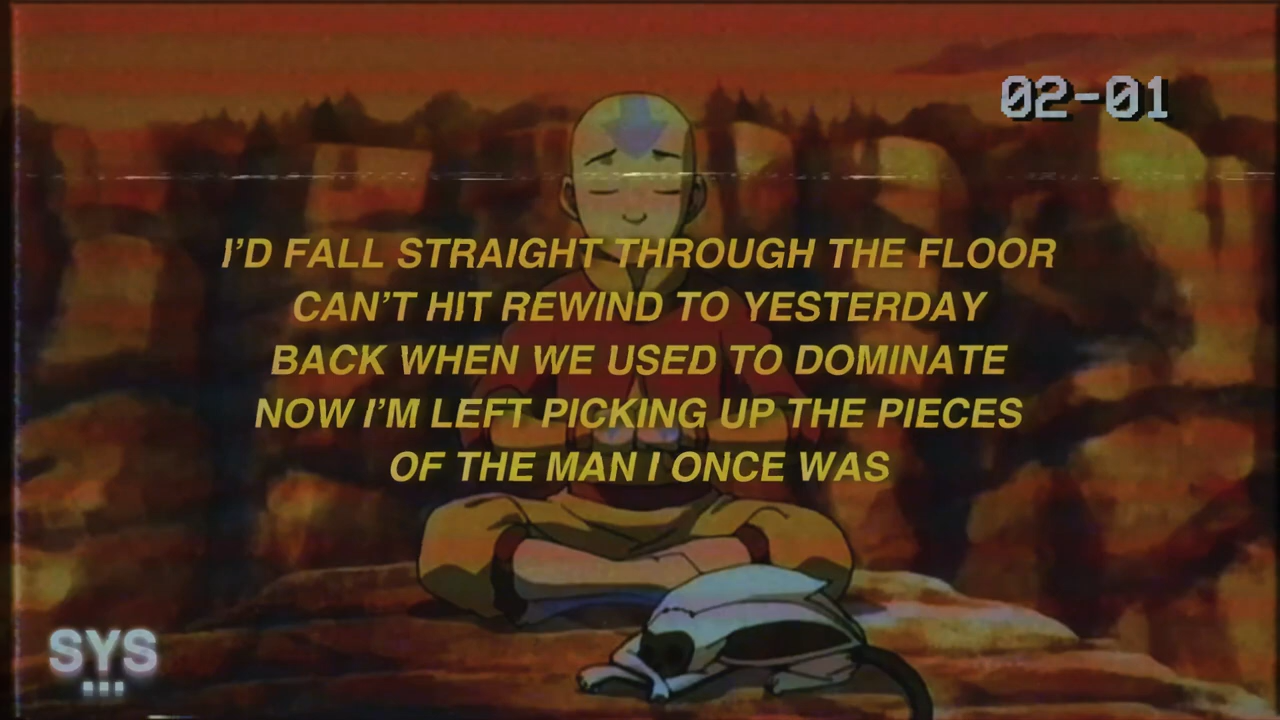 02-01
I'D FALL STRAIGHT THROUGH THE FLOOR
CAN'T HIT REWIND TO YESTERDAY
BACK WHEN WE USED TO DOMINATE
NOW I'M LEFT PICKING UP THE PIECES
OF THE MAN I ONCE WAS
SYS